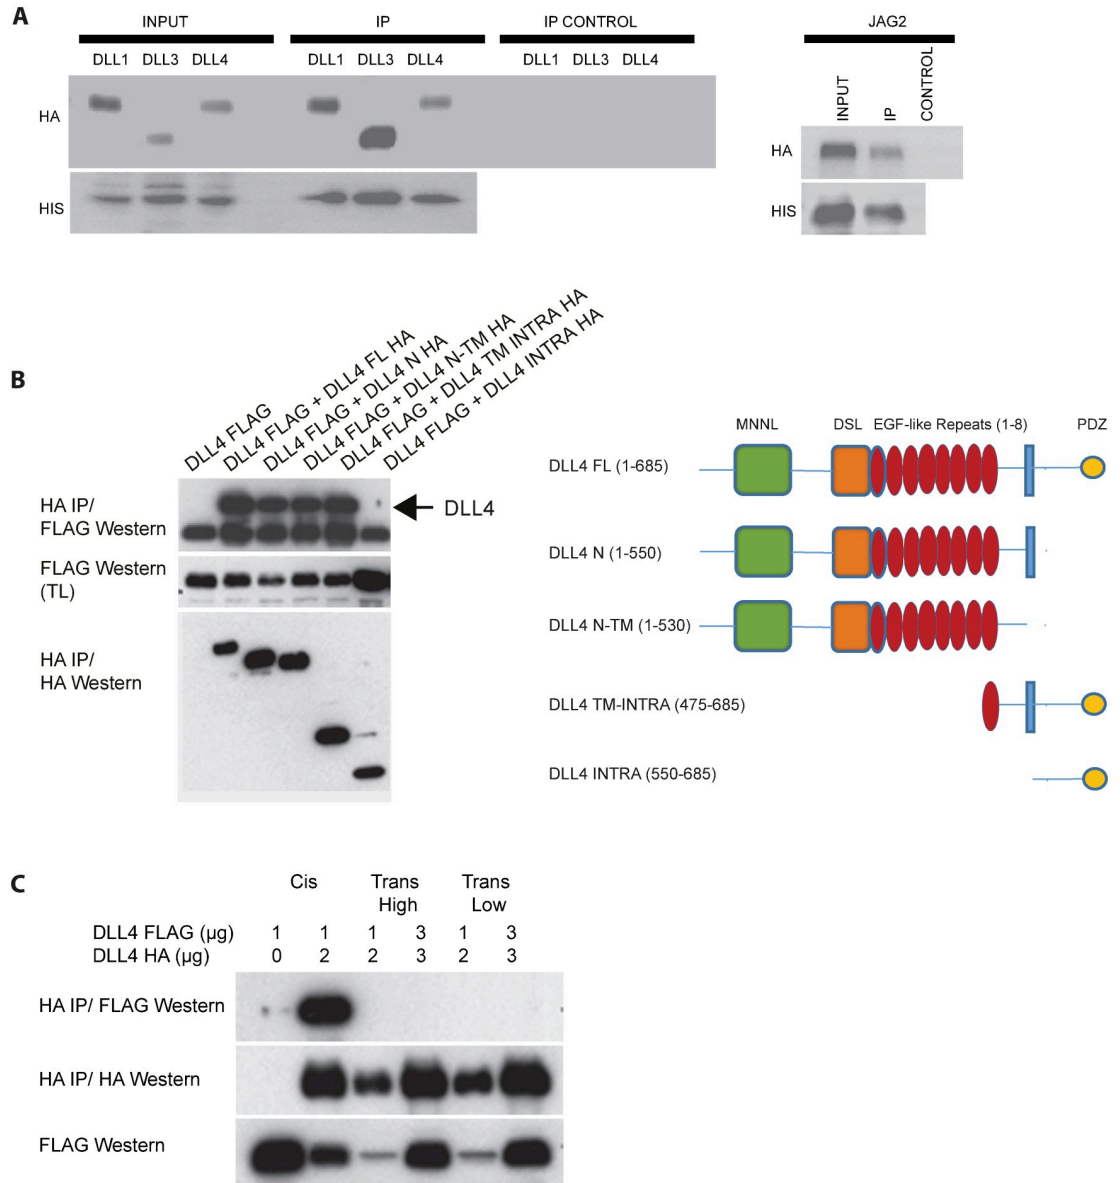 A
INPUT IP IP CONTROL JAG2
DLL1 DLL3 DLL4 DLL1 DLL3 DLL4 DLL1 DLL3 DLL4
INPUT IP CONTROL
HA
HA
HIS
HIS
B
DLL4 FLAG
DLL4 FLAG + DLL4 FL HA
DLL4 FLAG + DLL4 N HA
DLL4 FLAG + DLL4 N-TM HA
DLL4 FLAG + DLL4 TM INTRA HA
DLL4 FLAG + DLL4 INTRA HA
HA IP/
FLAG Western
DLL4
FLAG Western
(TL)
HA IP/
HA Western
MNNL DSL EGF-like Repeats (1-8) PDZ
DLL4 FL (1-685)
DLL4 N (1-550)
DLL4 N-TM (1-530)
DLL4 TM-INTRA (475-685)
DLL4 INTRA (550-685)
C
Cis Trans High Trans Low
DLL4 FLAG (µg) 1 1 1 3 1 3
DLL4 HA (µg) 0 2 2 3 2 3
HA IP/ FLAG Western
HA IP/ HA Western
FLAG Western